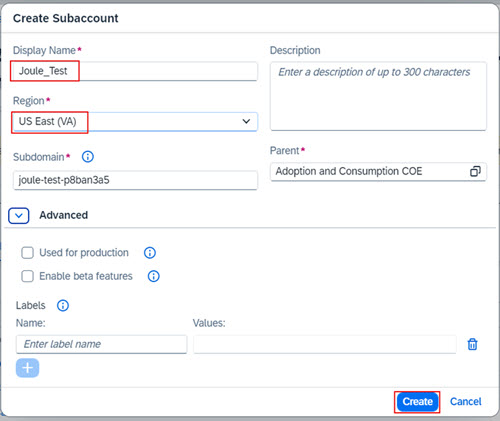 Create Subaccount
Display Name*
Joule_Test
Description
Enter a description of up to 300 characters
Region*
US East (VA)
Subdomain*
joule-test-p8ban3a5
Parent*
Adoption and Consumption COE
Advanced
Used for production
Enable beta features
Labels
Name:
Values:
Enter label name
Create
Cancel